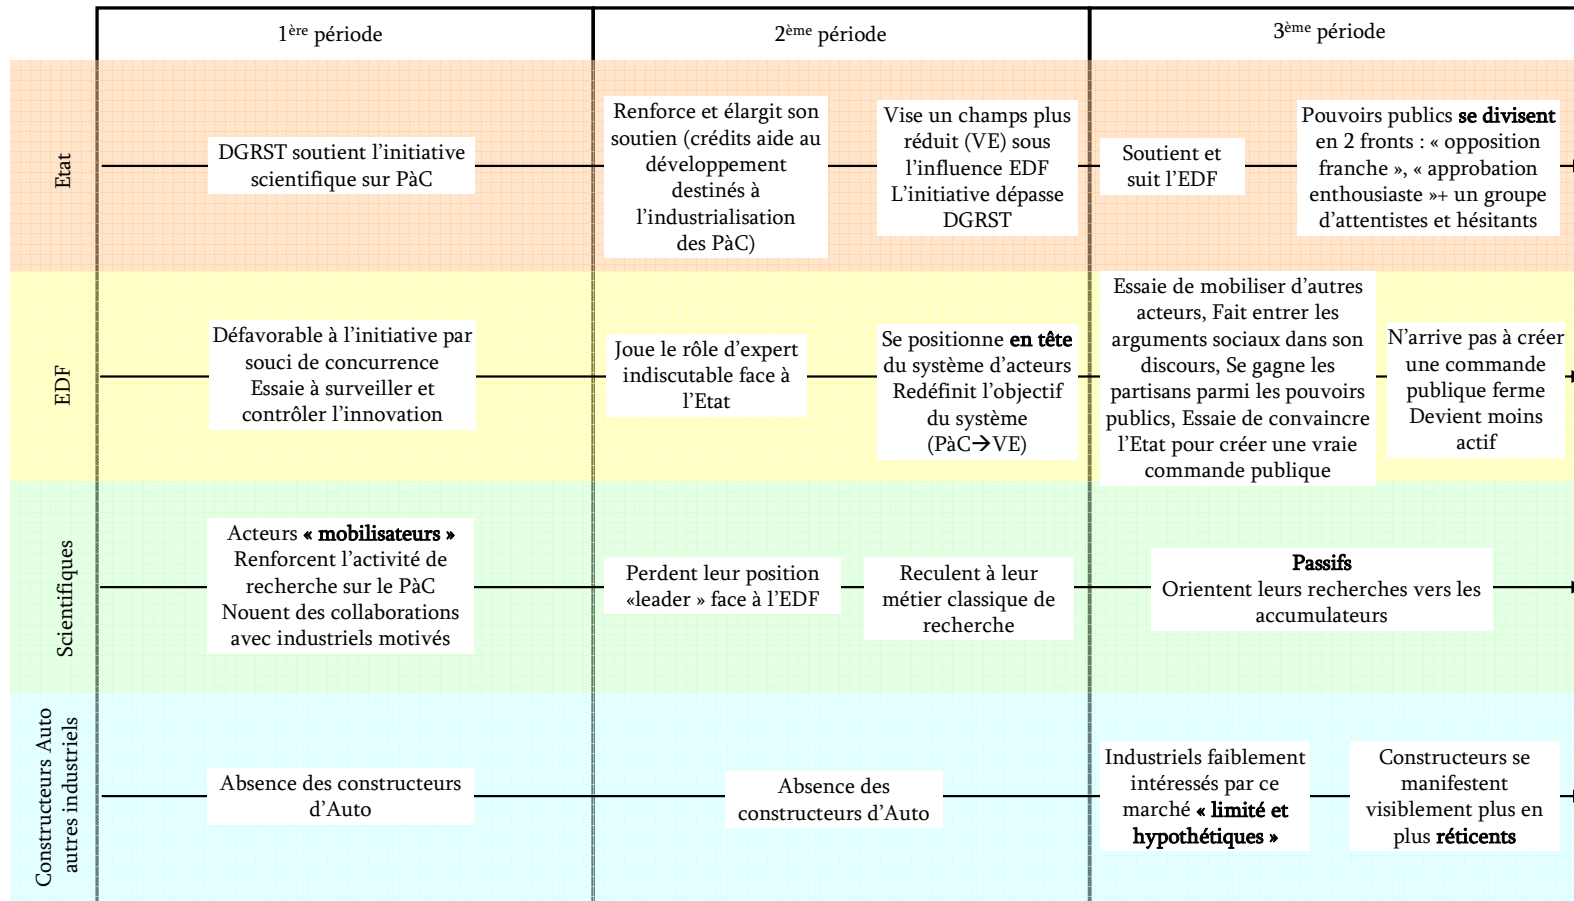 1ère période
2ème période
3ème période
Etat
DGRST soutient l'initiative
scientifique sur PàC
Renforce et élargit son
soutien (crédits aide au
développement
destinés à
l'industrialisation
des PàC)
Vise un champs plus
réduit (VE) sous
l'influence EDF
L'initiative dépasse
DGRST
Soutient et
suit l'EDF
Pouvoirs publics se divisent
en 2 fronts : « opposition
franche », « approbation
enthousiaste »+ un groupe
d'attentistes et hésitants
EDF
Défavorable à l'initiative par
souci de concurrence
Essaie à surveiller et
contrôler l'innovation
Joue le rôle d'expert
indiscutable face à
l'Etat
Se positionne en tête
du système d'acteurs
Redéfinit l'objectif
du système
(PàC→VE)
Essaie de mobiliser d'autres
acteurs, Fait entrer les
arguments sociaux dans son
discours, Se gagne les
partisans parmi les pouvoirs
publics, Essaie de convaincre
l'Etat pour créer une vraie
commande publique
N'arrive pas à créer
une commande
publique ferme
Devient moins
actif
Scientifiques
Acteurs « mobilisateurs »
Renforcent l'activité de
recherche sur le PàC
Nouent des collaborations
avec industriels motivés
Perdent leur position
«leader » face à l'EDF
Reculent à leur
métier classique de
recherche
Passifs
Orientent leurs recherches vers les
accumulateurs
Constructeurs Auto
autres industriels
Absence des constructeurs
d'Auto
Absence des
constructeurs d'Auto
Industriels faiblement
intéressés par ce
marché « limité et
hypothétiques »
Constructeurs se
manifestent
visiblement plus en
plus réticents